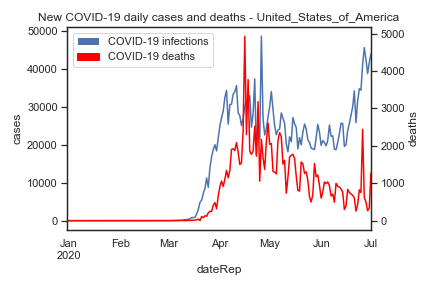 New COVID-19 daily cases and deaths - United_States_of_America
COVID-19 infections
COVID-19 deaths
50000
40000
30000
20000
10000
0
cases
5000
4000
3000
2000
1000
0
deaths
Jan Feb Mar Apr May Jun Jul
2020
dateRep